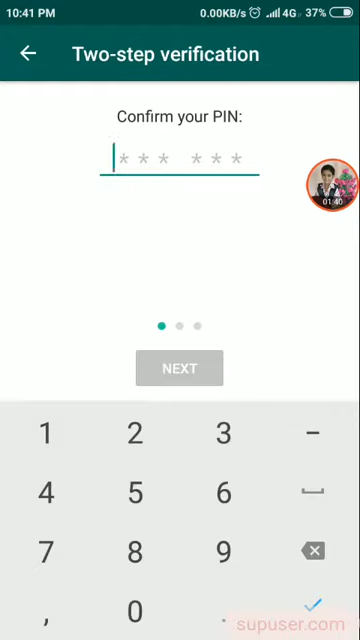 10:41 PM 0.00KB/s 4G 37%
Two-step verification
Confirm your PIN:
* * * * * *
01:40
NEXT
1 2 3 -
4 5 6
7 8 9
, 0 .
supuser.com